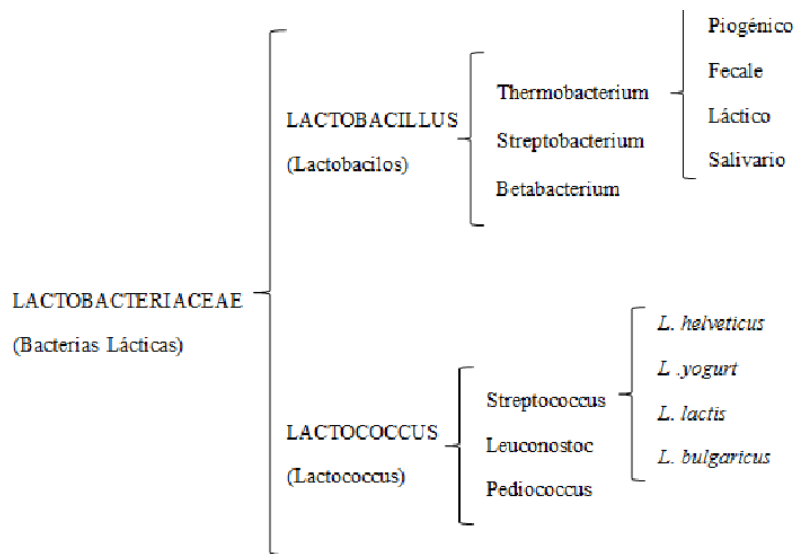 LACTOBACTERIACEAE
(Bacterias Lácticas)
LACTOBACILLUS
(Lactobacilos)
Thermobacterium
Streptobacterium
Betabacterium
Piogénico
Fecale
Láctico
Salivario
LACTOCOCCUS
(Lactococcus)
Streptococcus
Leuconostoc
Pediococcus
L. helveticus
L .yogurt
L. lactis
L. bulgaricus